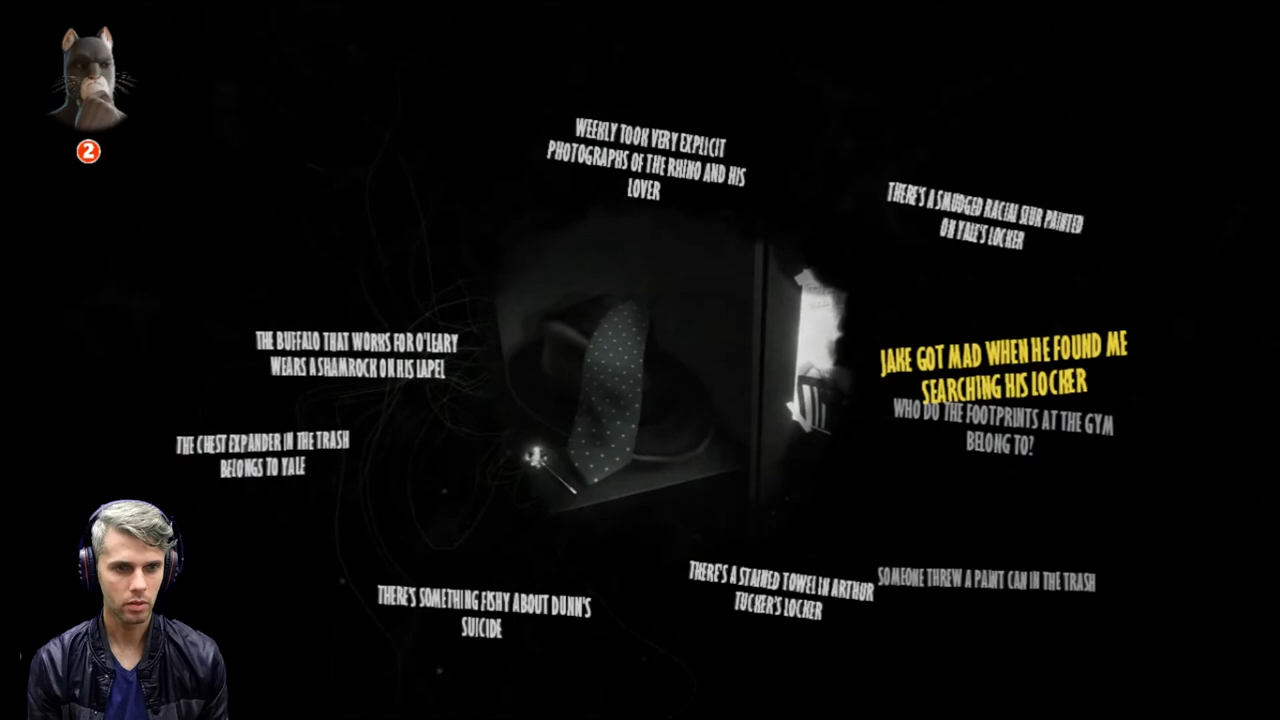 2
WEEKLY TOOK VERY EXPLICIT
PHOTOGRAPHS OF THE RHINO AND HIS
LOVER
THERE'S A SMUDGED RACIAL SLUR PAINTED
ON YALE'S LOCKER
THE BUFFALO THAT WORKS FOR O'LEARY
WEARS A SHAMROCK ON HIS LAPEL
JAKE GOT MAD WHEN HE FOUND ME
SEARCHING HIS LOCKER
WHO DO THE FOOTPRINTS AT THE GYM
BELONG TO?
THE CHEST EXPANDER IN THE TRASH
BELONGS TO YALE
THERE'S SOMETHING FISHY ABOUT DUNN'S
SUICIDE
THERE'S A STAINED TOWEL IN ARTHUR
TUCKER'S LOCKER
SOMEONE THREW A PAINT CAN IN THE TRASH